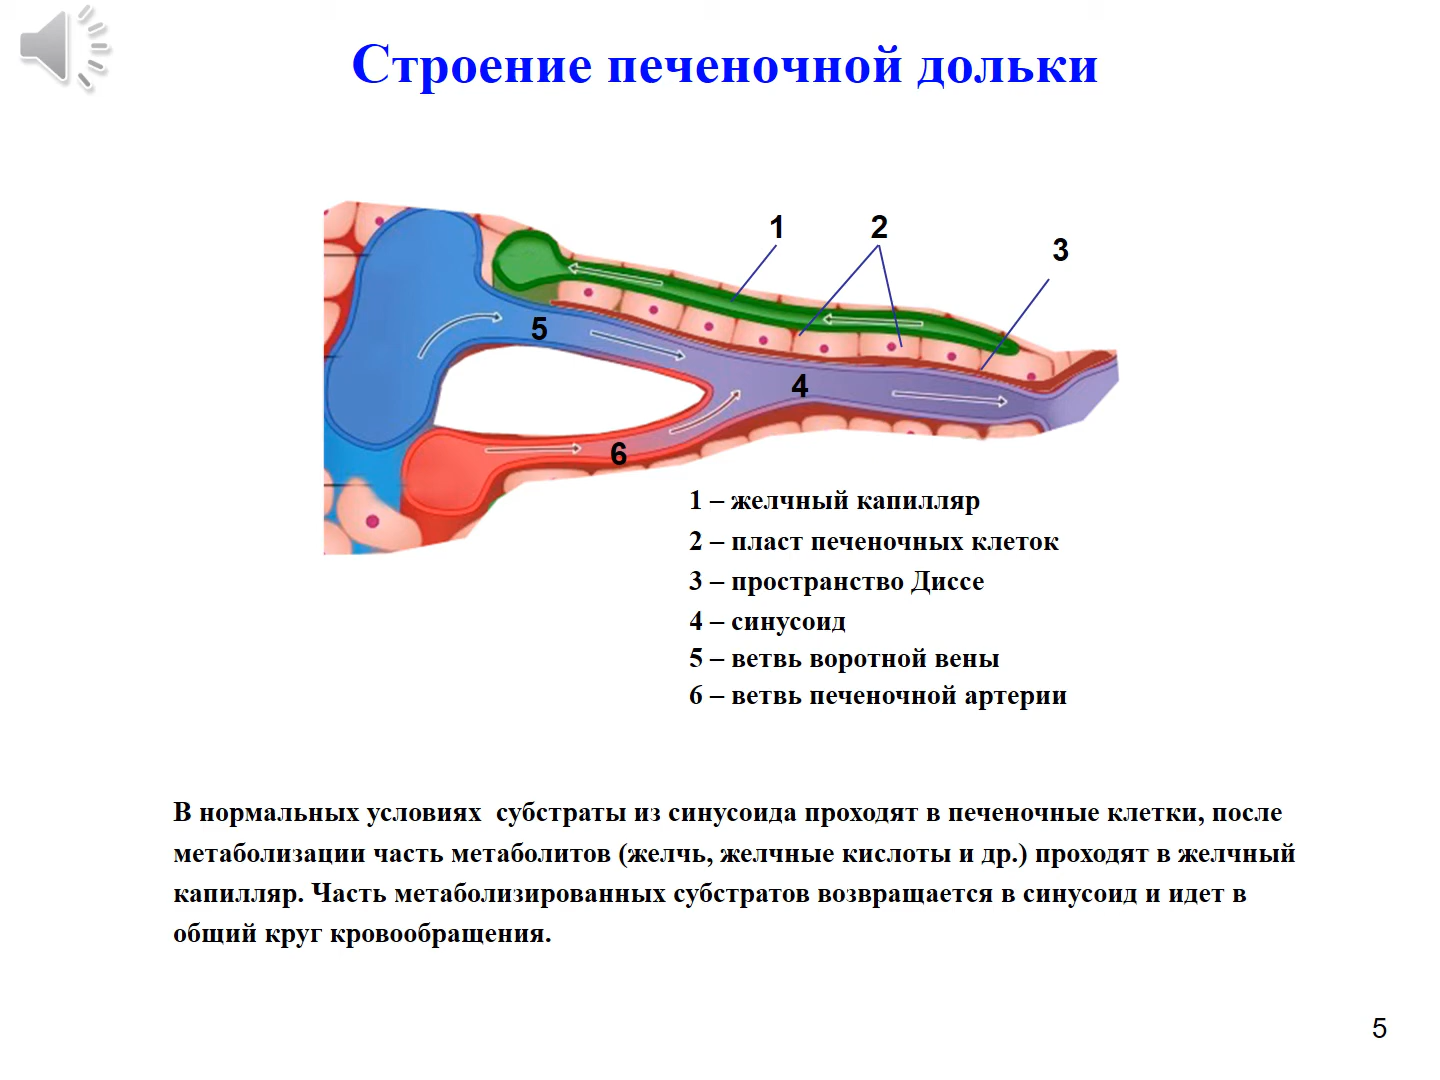 Строение печеночной дольки
1
2
3
5
4
6
1 – желчный капилляр
2 – пласт печеночных клеток
3 – пространство Диссе
4 – синусоид
5 – ветвь воротной вены
6 – ветвь печеночной артерии
В нормальных условиях  субстраты из синусоида проходят в печеночные клетки, после
метаболизации часть метаболитов (желчь, желчные кислоты и др.) проходят в желчный
капилляр. Часть метаболизированных субстратов возвращается в синусоид и идет в
общий круг кровообращения.
5